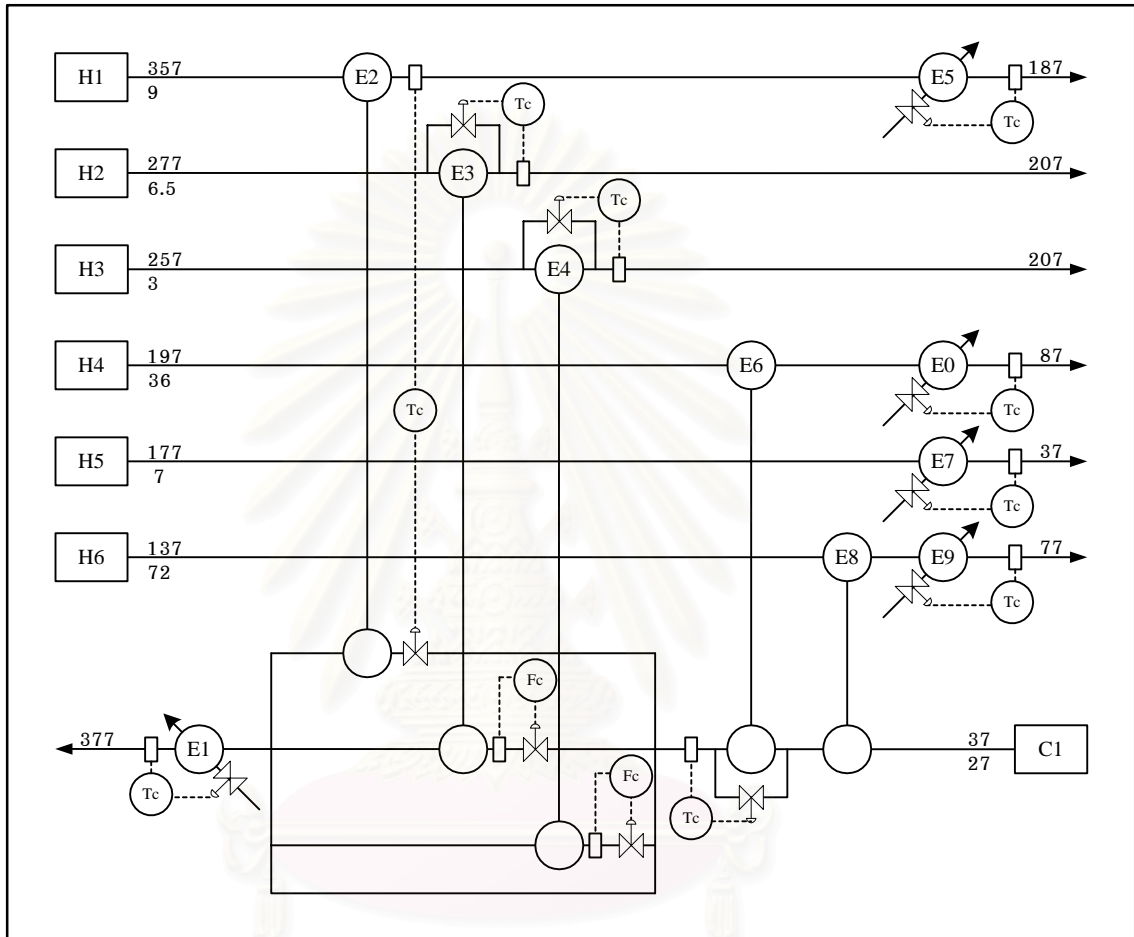 H1 357 9 E2 E5 187
Tc Tc
H2 277 6.5 E3 207
Tc
H3 257 3 E4 207
H4 197 36 E6 E0 87
Tc Tc
H5 177 7 E7 37
Tc
H6 137 72 E8 E9 77
Tc
Fc
377 E1 37 27 C1
Tc Fc Tc